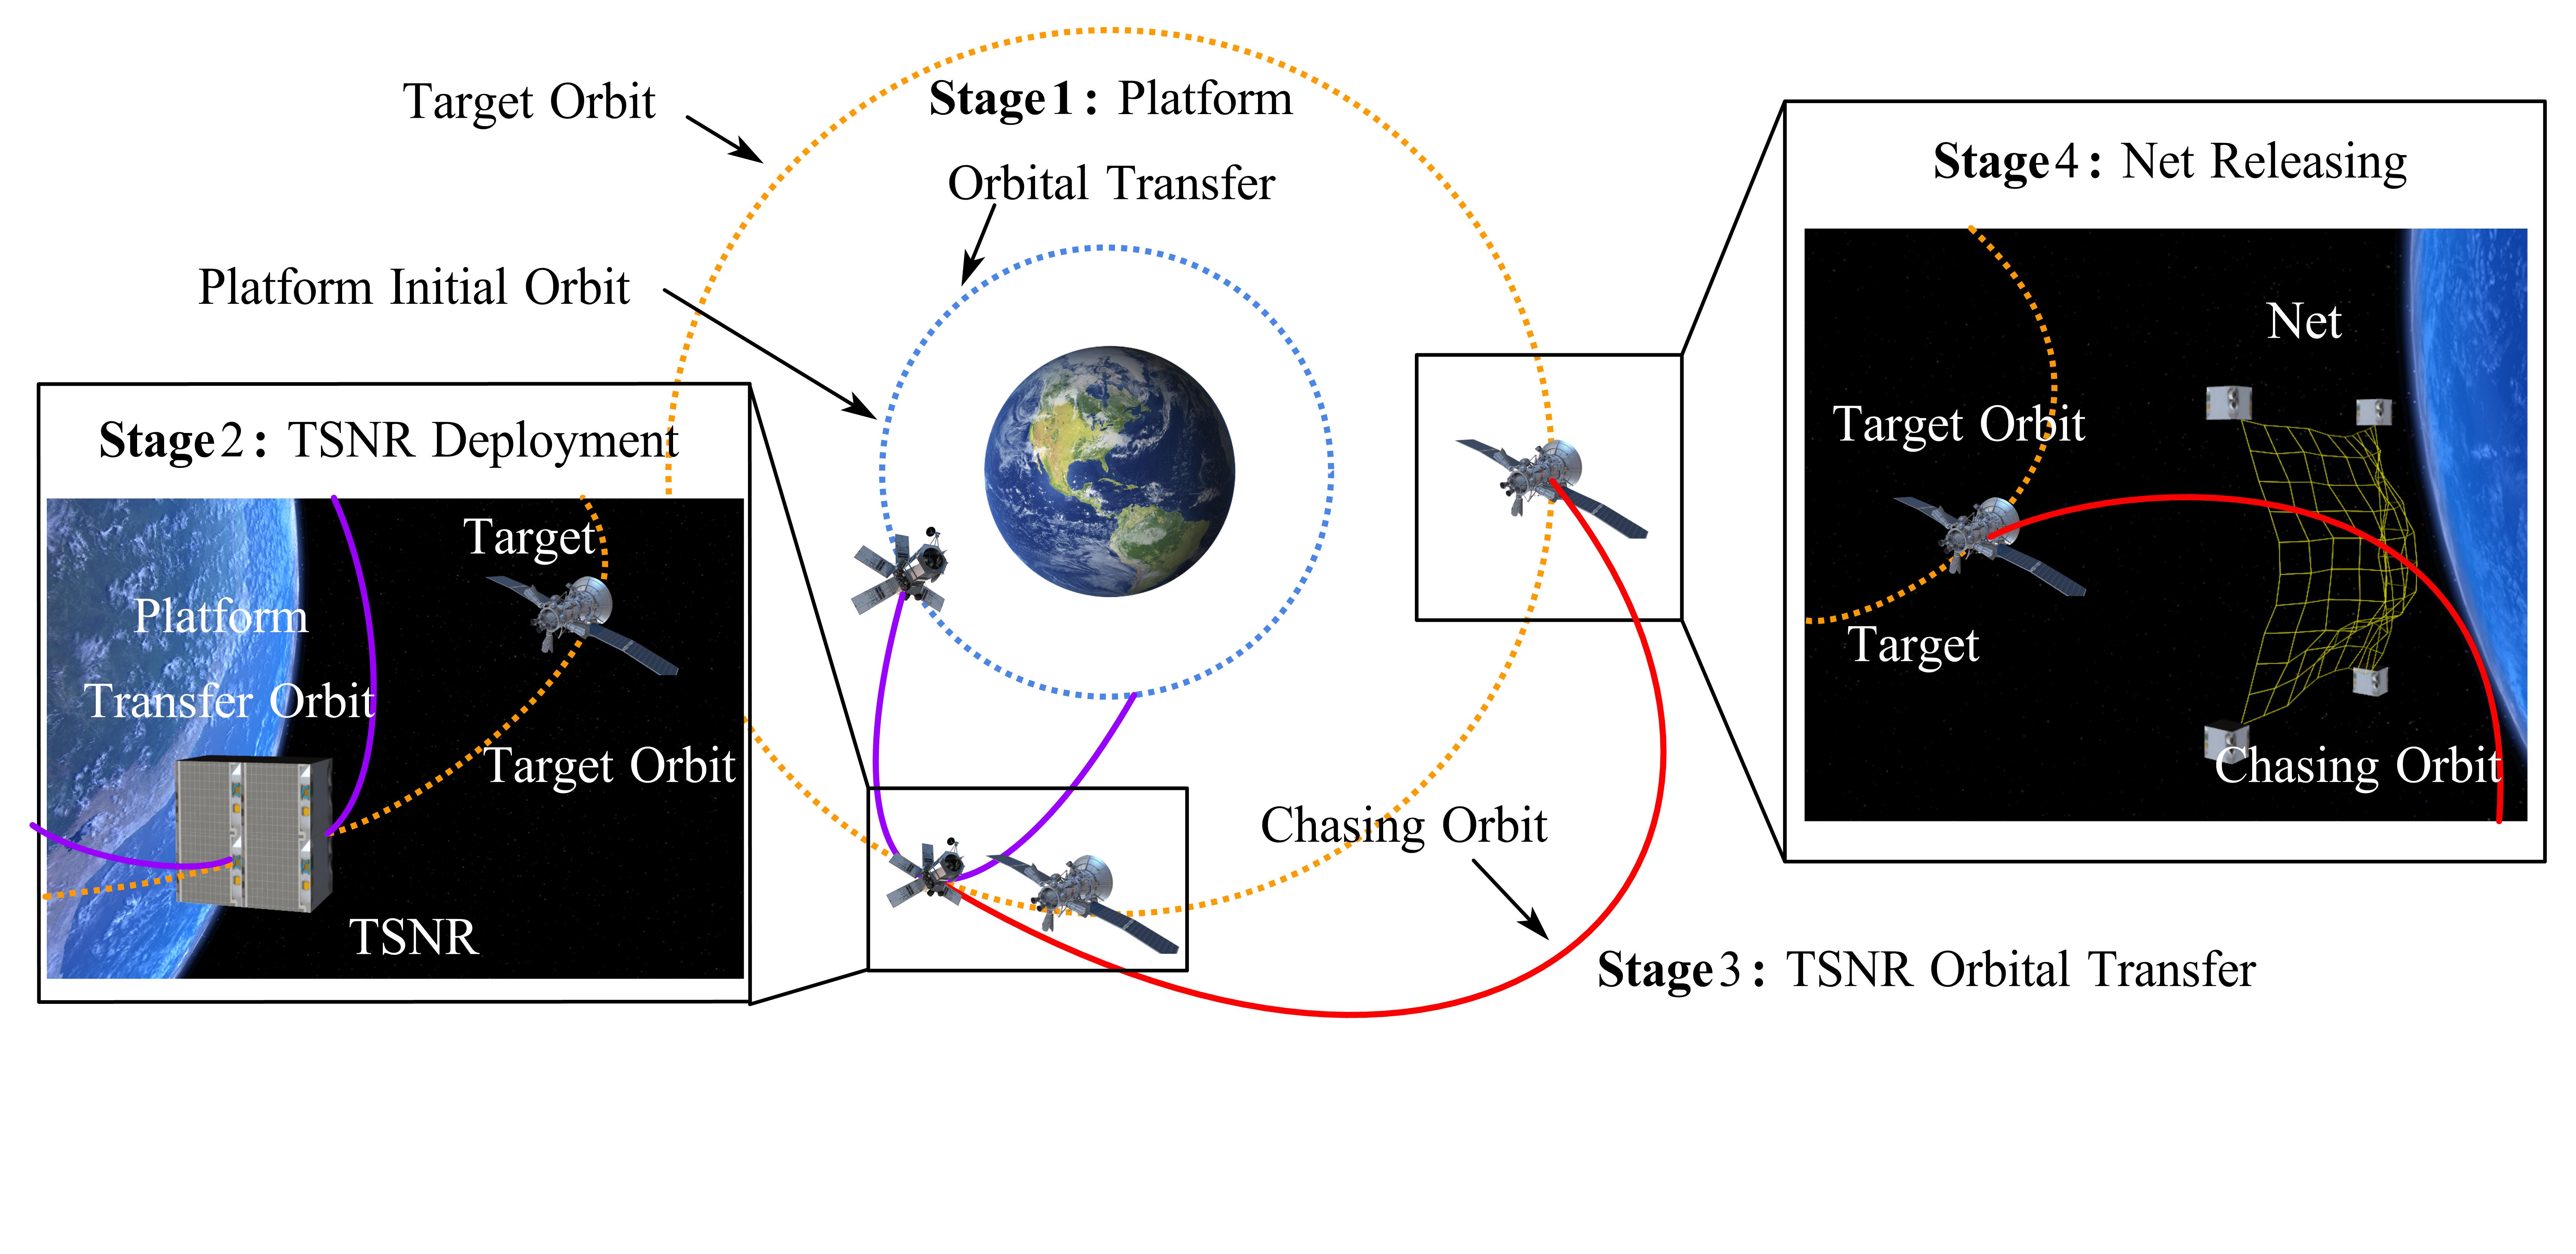 Target Orbit
Stage1: Platform
Orbital Transfer
Platform Initial Orbit
Stage2: TSNR Deployment
Target
Platform
Transfer Orbit
Target Orbit
TSNR
Chasing Orbit
Stage3: TSNR Orbital Transfer
Stage4: Net Releasing
Net
Target Orbit
Target
Chasing Orbit